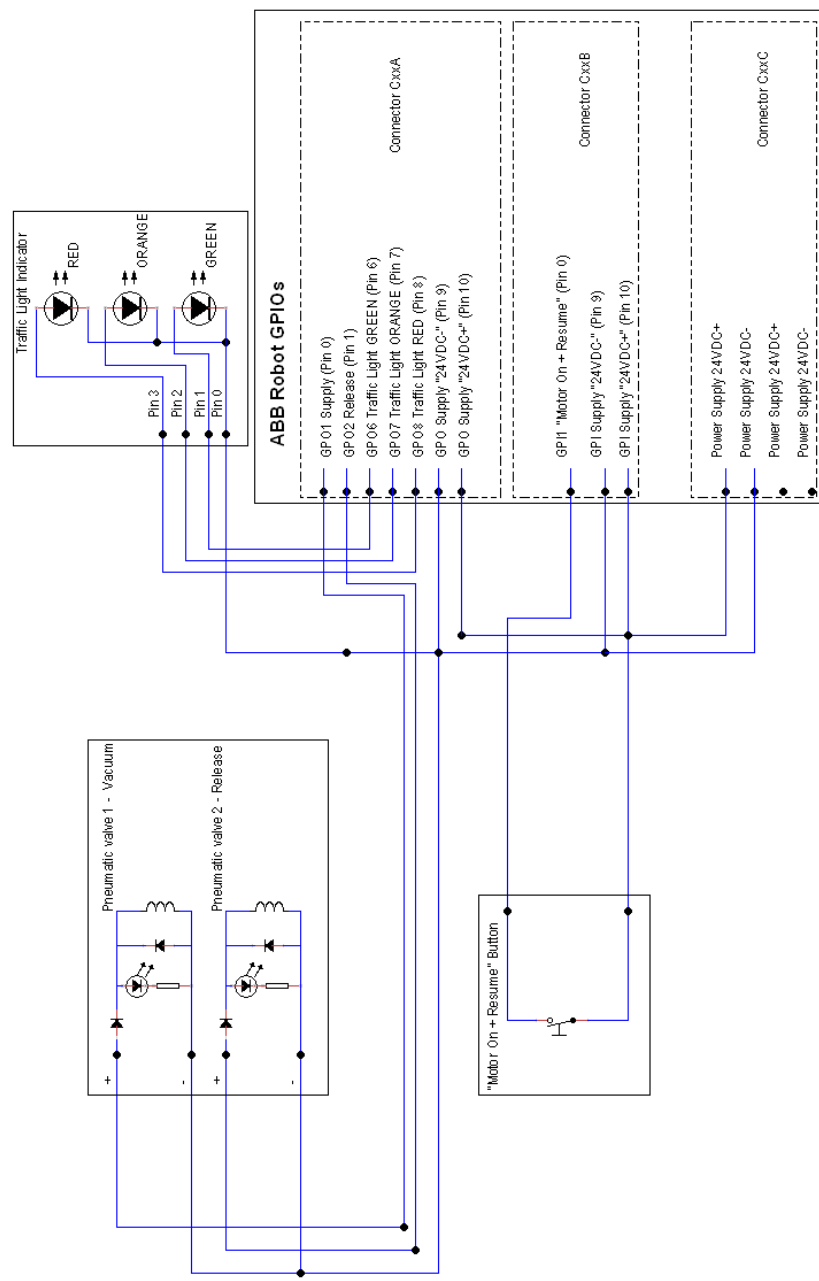 Traffic Light Indicator
RED
ORANGE
GREEN
Pin 3
Pin 2
Pin 1
Pin 0
ABB Robot GPIOs
Connector CxxA
GPO1 Supply (Pin 0)
GPO2 Release (Pin 1)
GPO6 Traffic Light GREEN (Pin 6)
GPO7 Traffic Light ORANGE (Pin 7)
GPO8 Traffic Light RED (Pin 8)
GPO Supply "24VDC-" (Pin 9)
GPO Supply "24VDC+" (Pin 10)
Connector CxxB
GPI1 "Motor On + Resume" (Pin 0)
GPI Supply "24VDC-" (Pin 9)
GPI Supply "24VDC+" (Pin 10)
Connector CxxC
Power Supply 24VDC+
Power Supply 24VDC-
Power Supply 24VDC+
Power Supply 24VDC-
Pneumatic valve 1 - Vacuum
+
-
Pneumatic valve 2 - Release
+
-
"Motor On + Resume" Button